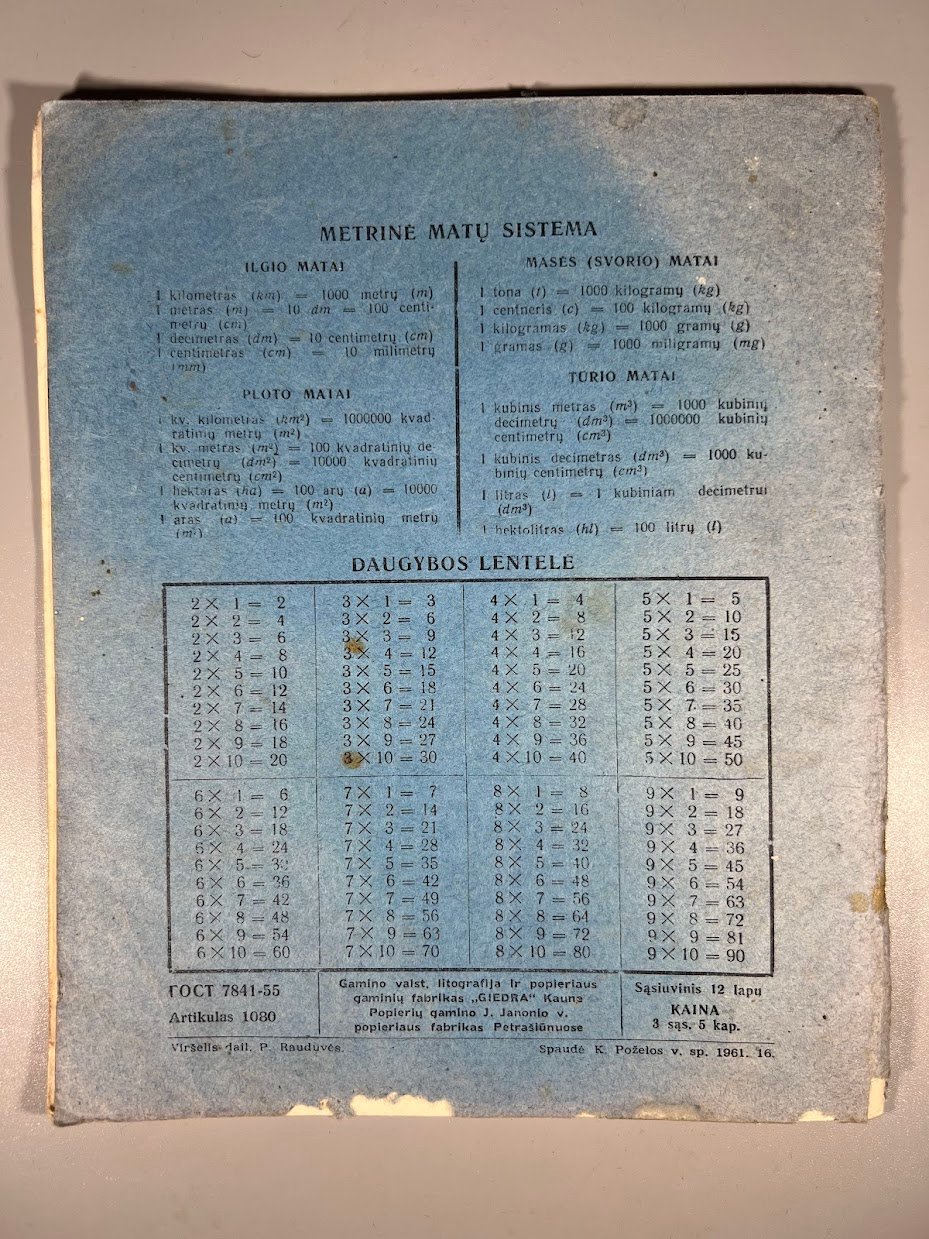 METRINĖ MATŲ SISTEMA
ILGIO MATAI
1 kilometras (km) = 1000 metrų (m)
1 metras (m) = 10 dm = 100 centi-
metrų (cm)
1 decimetras (dm) = 10 centimetrų (cm)
1 centimetras (cm) = 10 milimetrų
(mm)
PLOTO MATAI
1 kv. kilometras (km²) = 1000000 kvad-
ratinių metrų (m²)
1 kv. metras (m²) = 100 kvadratinių de-
cimetrų (dm²) = 10000 kvadratinių
centimetrų (cm²)
1 hektaras (ha) = 100 arų (a) = 10000
kvadratinių metrų (m²)
1 aras (a) = 100 kvadratinių metrų
(m²)
MASĖS (SVORIO) MATAI
1 tona (t) = 1000 kilogramų (kg)
1 centneris (c) = 100 kilogramų (kg)
1 kilogramas (kg) = 1000 gramų (g)
1 gramas (g) = 1000 miligramų (mg)
TŪRIO MATAI
1 kubinis metras (m³) = 1000 kubinių
decimetrų (dm³) = 1000000 kubinių
centimetrų (cm³)
1 kubinis decimetras (dm³) = 1000 ku-
binių centimetrų (cm³)
1 litras (l) = 1 kubiniam decimetrui
(dm³)
1 hektolitras (hl) = 100 litrų (l)
DAUGYBOS LENTELĖ
2 × 1 = 2
2 × 2 = 4
2 × 3 = 6
2 × 4 = 8
2 × 5 = 10
2 × 6 = 12
2 × 7 = 14
2 × 8 = 16
2 × 9 = 18
2 × 10 = 20
3 × 1 = 3
3 × 2 = 6
3 × 3 = 9
3 × 4 = 12
3 × 5 = 15
3 × 6 = 18
3 × 7 = 21
3 × 8 = 24
3 × 9 = 27
3 × 10 = 30
4 × 1 = 4
4 × 2 = 8
4 × 3 = 12
4 × 4 = 16
4 × 5 = 20
4 × 6 = 24
4 × 7 = 28
4 × 8 = 32
4 × 9 = 36
4 × 10 = 40
5 × 1 = 5
5 × 2 = 10
5 × 3 = 15
5 × 4 = 20
5 × 5 = 25
5 × 6 = 30
5 × 7 = 35
5 × 8 = 40
5 × 9 = 45
5 × 10 = 50
6 × 1 = 6
6 × 2 = 12
6 × 3 = 18
6 × 4 = 24
6 × 5 = 30
6 × 6 = 36
6 × 7 = 42
6 × 8 = 48
6 × 9 = 54
6 × 10 = 60
7 × 1 = 7
7 × 2 = 14
7 × 3 = 21
7 × 4 = 28
7 × 5 = 35
7 × 6 = 42
7 × 7 = 49
7 × 8 = 56
7 × 9 = 63
7 × 10 = 70
8 × 1 = 8
8 × 2 = 16
8 × 3 = 24
8 × 4 = 32
8 × 5 = 40
8 × 6 = 48
8 × 7 = 56
8 × 8 = 64
8 × 9 = 72
8 × 10 = 80
9 × 1 = 9
9 × 2 = 18
9 × 3 = 27
9 × 4 = 36
9 × 5 = 45
9 × 6 = 54
9 × 7 = 63
9 × 8 = 72
9 × 9 = 81
9 × 10 = 90
ГОСТ 7841-55
Artikulas 1080
Gamino valst. litografija ir popieriaus
gaminių fabrikas „GIEDRA“ Kaune
Popierių gamino J. Janonio v.
popieriaus fabrikas Petrašiūnuose
Sąsiuvinis 12 lapų
KAINA
3 sąs. 5 kap.
Viršelis dail. P. Rauduvės.
Spaudė K. Poželos v. sp. 1961. 16.